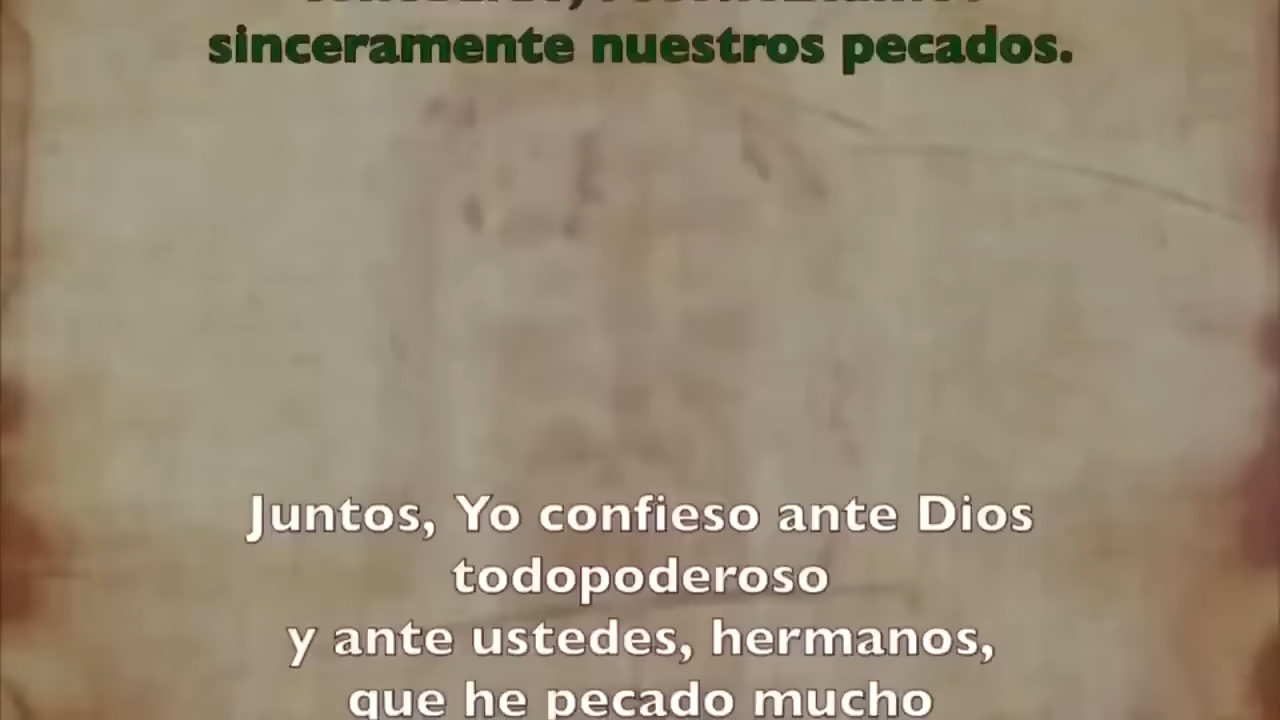 sinceramente nuestros pecados.
Juntos, Yo confieso ante Dios
todopoderoso
y ante ustedes, hermanos,
que he pecado mucho